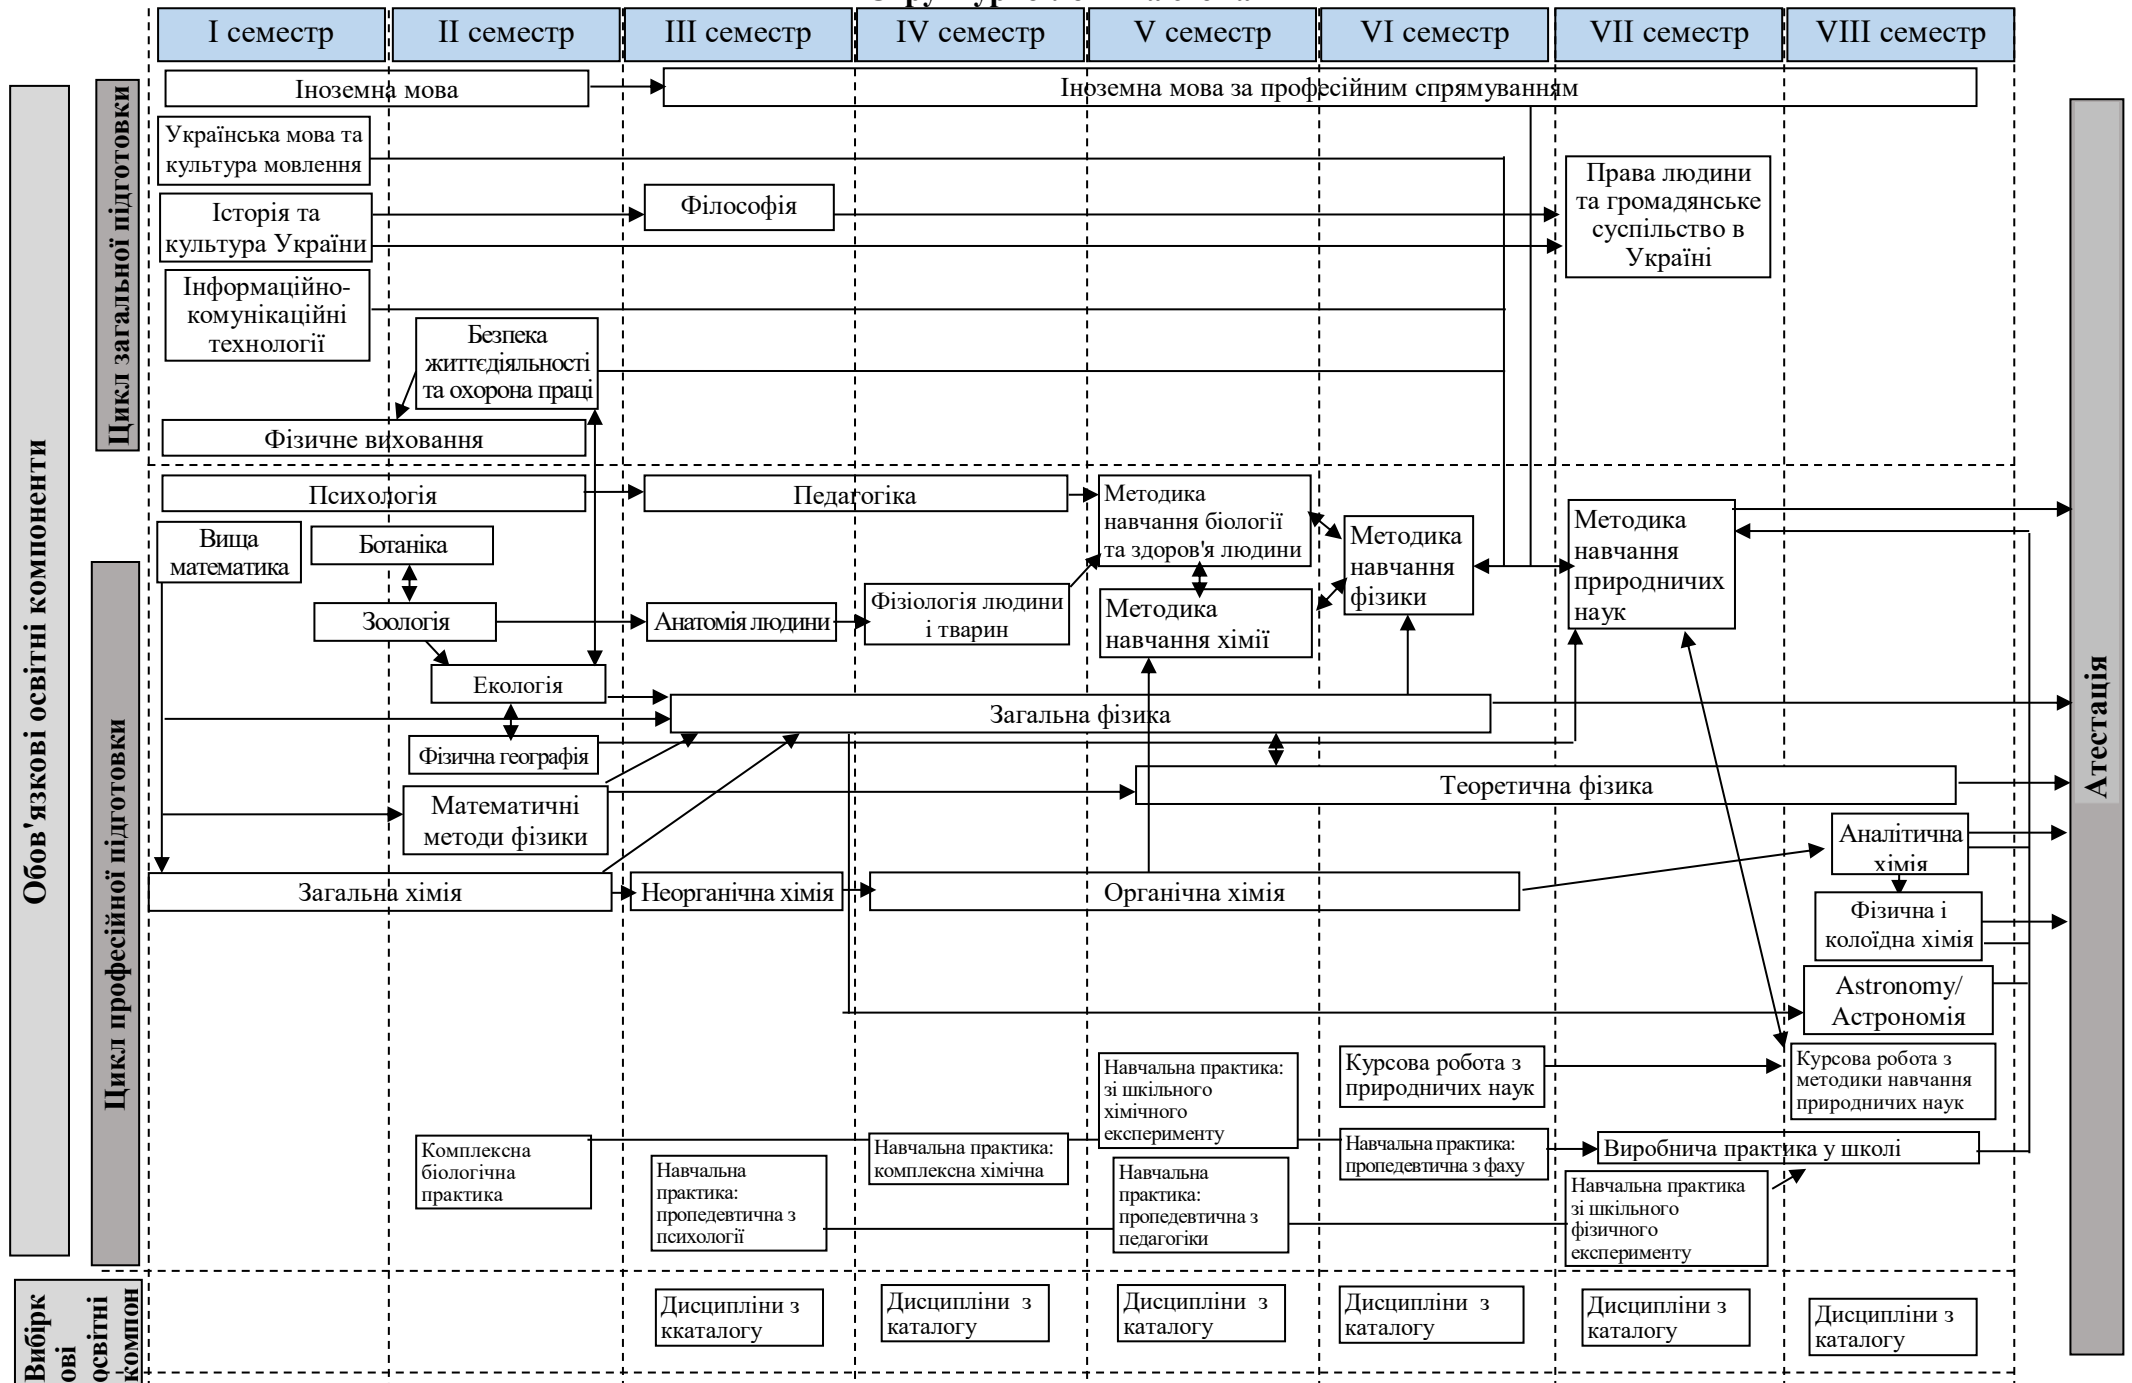 I семестр
II семестр
III семестр
IV семестр
V семестр
VI семестр
VII семестр
VIII семестр
Іноземна мова
Іноземна мова за професійним спрямуванням
Українська мова та
культура мовлення
Історія та
культура України
Філософія
Права людини
та громадянське
суспільство в
Україні
Інформаційно-
комунікаційні
технології
Безпека
життєдіяльності
та охорона праці
Фізичне виховання
Цикл загальної підготовки
Обов'язкові освітні компоненти
Цикл професійної підготовки
Атестація
Психологія
Педагогіка
Методика
навчання біології
та здоров'я людини
Вища
математика
Ботаніка
Методика
навчання
фізики
Методика
навчання
природничих
наук
Зоологія
Анатомія людини
Фізіологія людини
і тварин
Методика
навчання хімії
Екологія
Загальна фізика
Фізична географія
Теоретична фізика
Математичні
методи фізики
Аналітична
хімія
Загальна хімія
Неорганічна хімія
Органічна хімія
Фізична і
колоїдна хімія
Astronomy/
Астрономія
Навчальна практика:
зі шкільного
хімічного
експерименту
Курсова робота з
природничих наук
Курсова робота з
методики навчання
природничих наук
Комплексна
біологічна
практика
Навчальна практика:
комплексна хімічна
Навчальна практика:
пропедевтична з фаху
Виробнича практика у школі
Навчальна
практика:
пропедевтична з
психології
Навчальна
практика:
пропедевтична з
педагогіки
Навчальна практика
зі шкільного
фізичного
експерименту
Вибірк
ові
освітні
компон
Дисципліни з
ккаталогу
Дисципліни з
каталогу
Дисципліни з
каталогу
Дисципліни з
каталогу
Дисципліни з
каталогу
Дисципліни з
каталогу